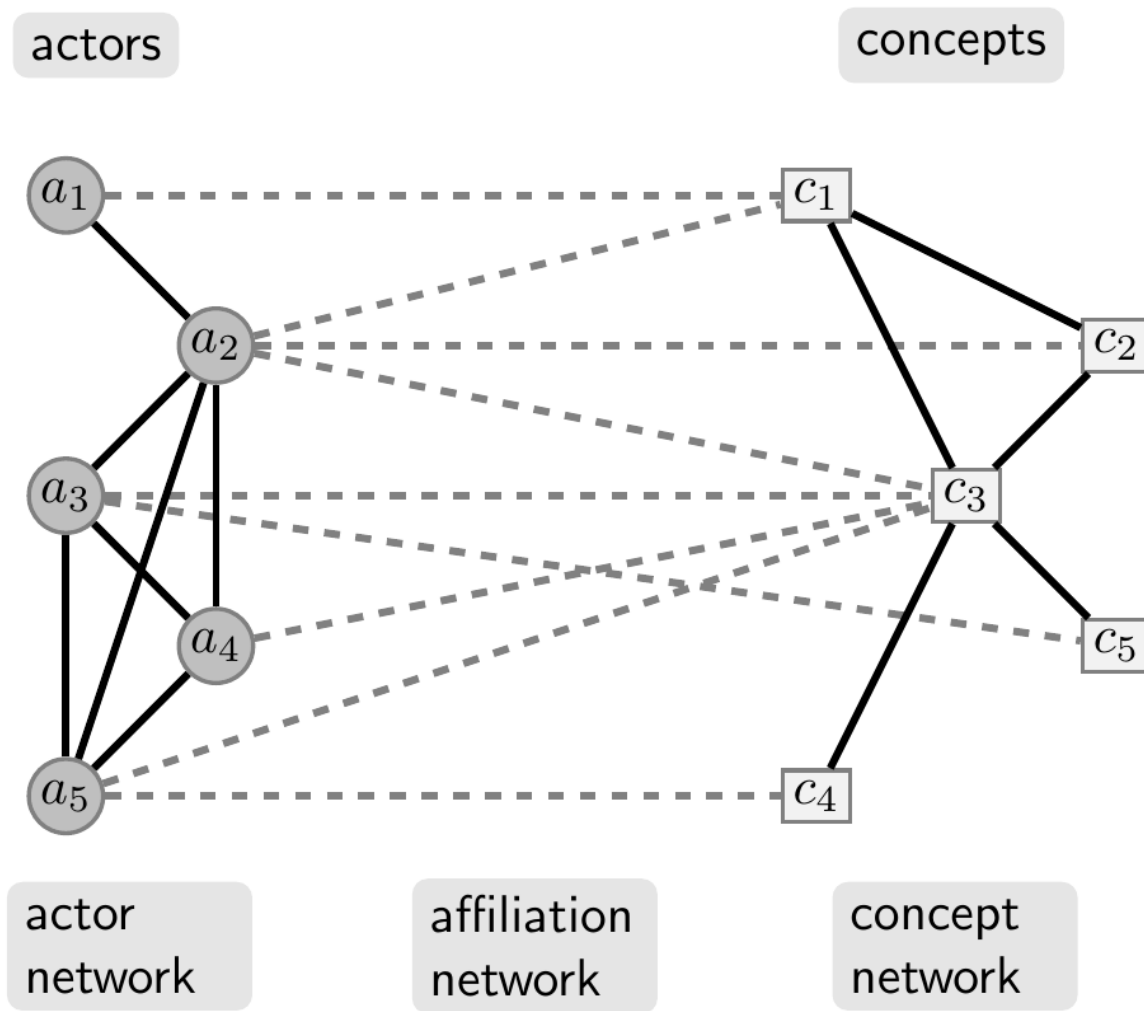 actors
concepts
a1
c1
a2
c2
a3
c3
a4
c5
a5
c4
actor
network
affiliation
network
concept
network